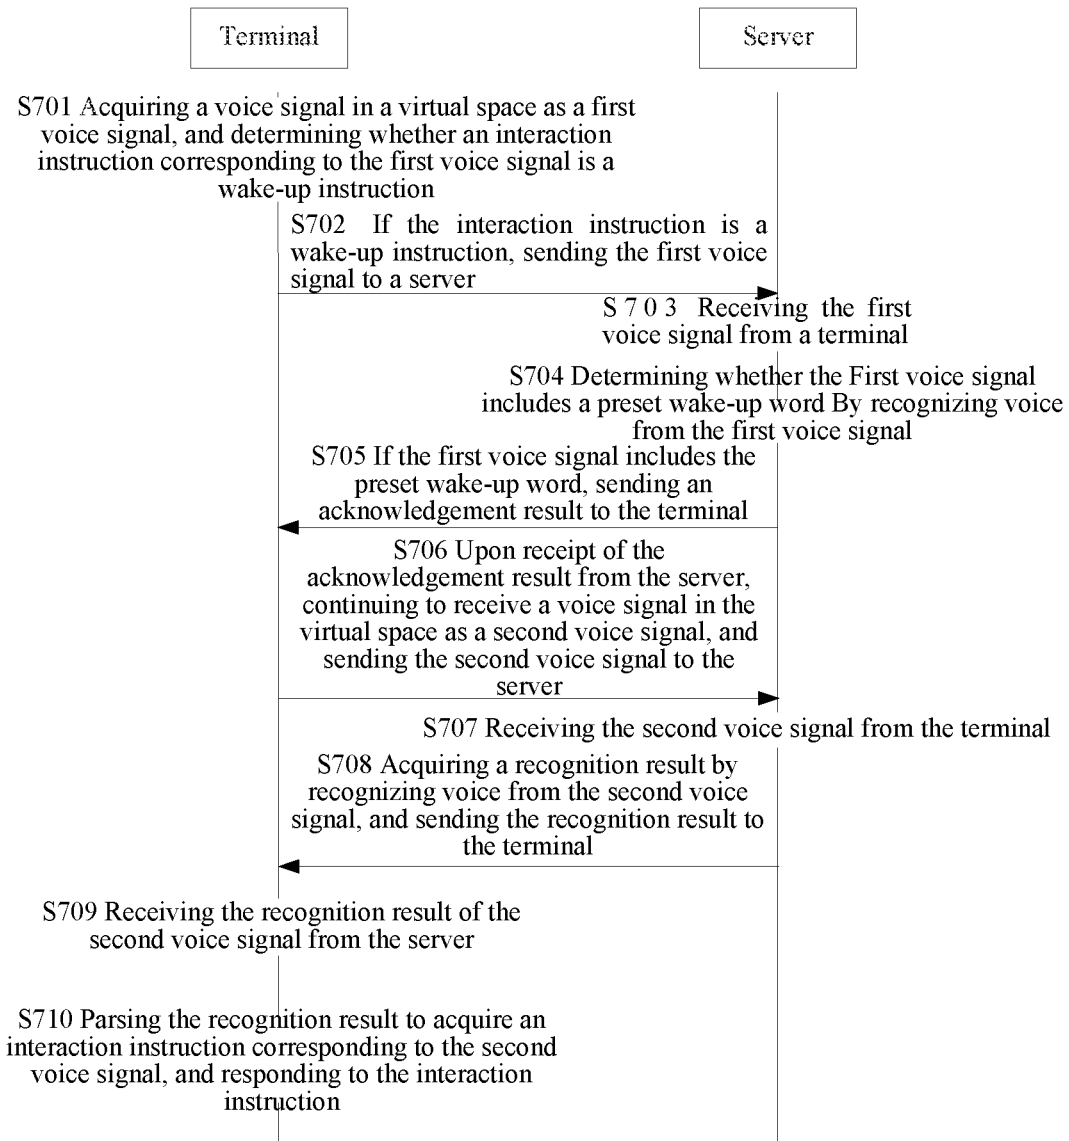 Terminal
Server
S701 Acquiring a voice signal in a virtual space as a first
voice signal, and determining whether an interaction
instruction corresponding to the first voice signal is a
wake-up instruction
S702 If the interaction instruction is a
wake-up instruction, sending the first voice
signal to a server
S 7 0 3 Receiving the first
voice signal from a terminal
S704 Determining whether the First voice signal
includes a preset wake-up word By recognizing voice
from the first voice signal
S705 If the first voice signal includes the
preset wake-up word, sending an
acknowledgement result to the terminal
S706 Upon receipt of the
acknowledgement result from the server,
continuing to receive a voice signal in the
virtual space as a second voice signal, and
sending the second voice signal to the
server
S707 Receiving the second voice signal from the terminal
S708 Acquiring a recognition result by
recognizing voice from the second voice
signal, and sending the recognition result to
the terminal
S709 Receiving the recognition result of the
second voice signal from the server
S710 Parsing the recognition result to acquire an
interaction instruction corresponding to the second
voice signal, and responding to the interaction
instruction